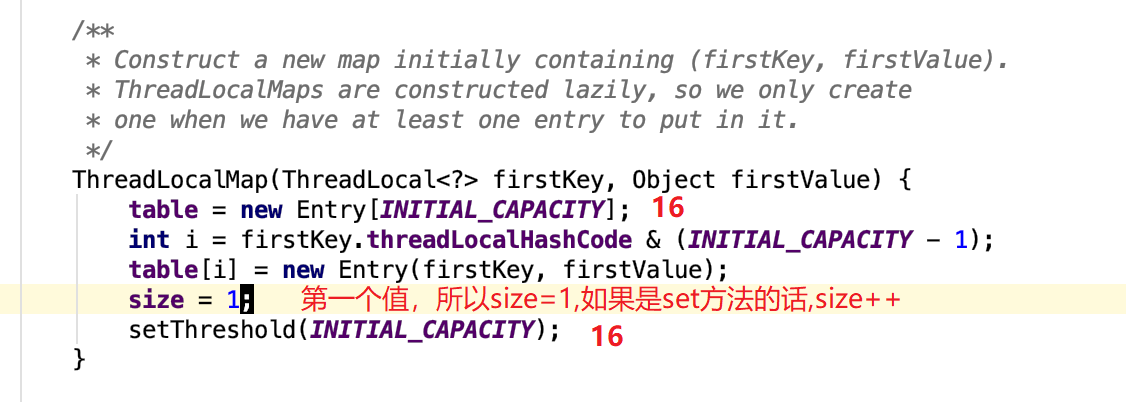 /**
 * Construct a new map initially containing (firstKey, firstValue).
 * ThreadLocalMaps are constructed lazily, so we only create
 * one when we have at least one entry to put in it.
 */
ThreadLocalMap(ThreadLocal<?> firstKey, Object firstValue) {
    table = new Entry[INITIAL_CAPACITY]; 16
    int i = firstKey.threadLocalHashCode & (INITIAL_CAPACITY - 1);
    table[i] = new Entry(firstKey, firstValue);
    size = 1; 第一个值，所以size=1,如果是set方法的话,size++
    setThreshold(INITIAL_CAPACITY); 16
}